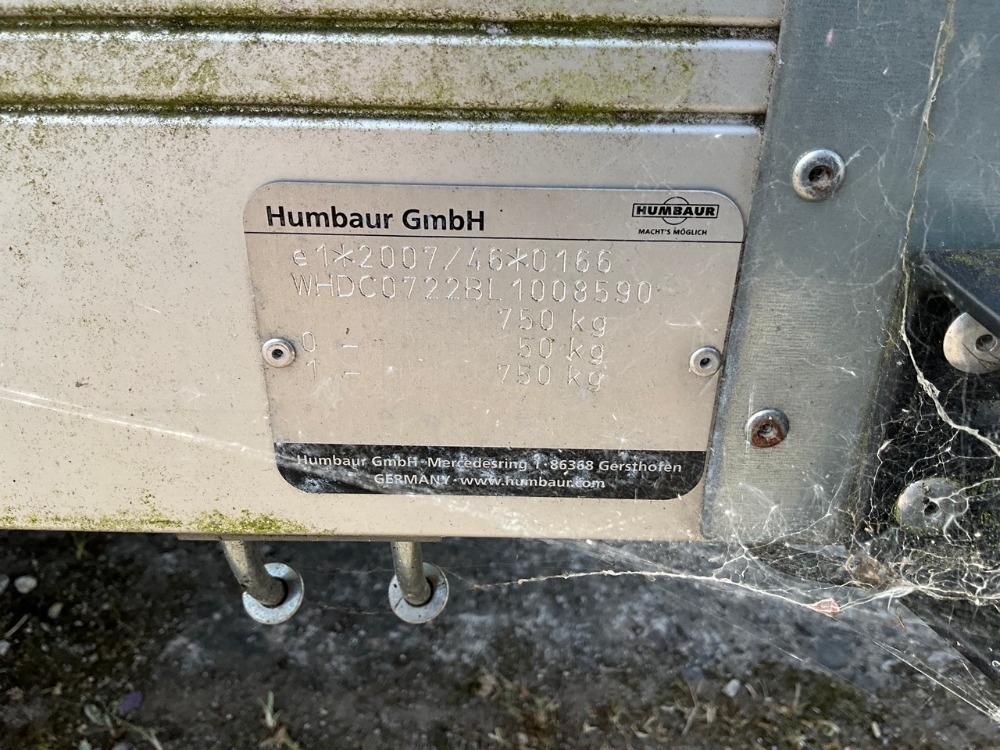 Humbaur GmbH
HUMBAUR
MACHT'S MÖGLICH
e1*2007/46*0166
WHDC0722BL1008590
750 kg
0 - 50 kg
1 - 750 kg
Humbaur GmbH · Mercedesring 1 · 86368 Gersthofen
GERMANY · www.humbaur.com